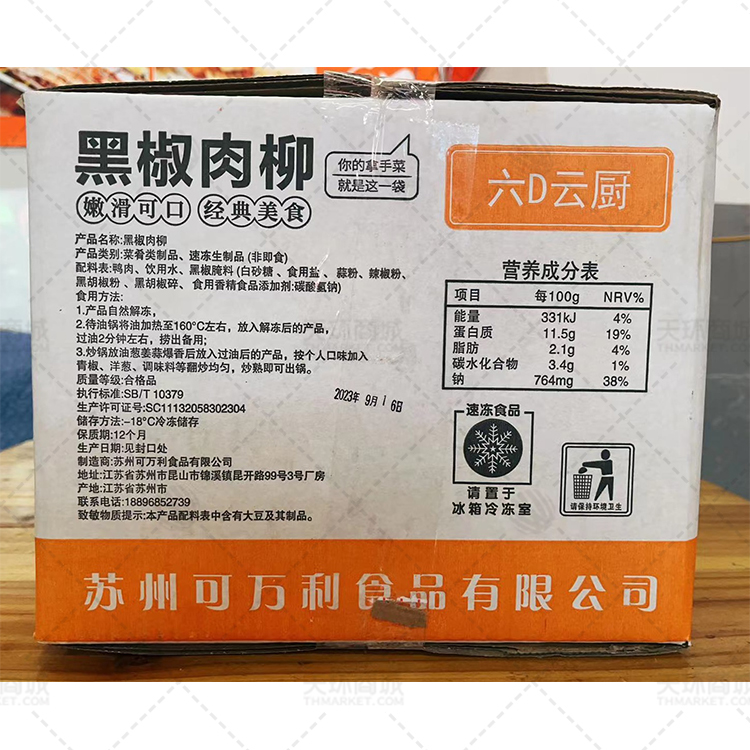 黑椒肉柳
你的拿手菜
就是这一袋
嫩滑可口 经典美食
六D云厨
产品名称:黑椒肉柳
产品类别:菜肴类制品、速冻生制品 (非即食)
配料表:鸭肉、饮用水、黑椒腌料 (白砂糖 、食用盐 、蒜粉、辣椒粉、
黑胡椒粉 、黑胡椒碎、 食用香精食品添加剂:碳酸氢钠)
食用方法:
1.产品自然解冻，
2.待油锅将油加热至160°C左右，放入解冻后的产品，
过油2分钟左右，捞出备用；
3.炒锅放油葱姜蒜爆香后放入过油后的产品，按个人口味加入
青椒、洋葱、调味料等翻炒均匀，炒熟即可出锅。
质量等级:合格品
执行标准:SB/T 10379
生产许可证号:SC11132058302304
储存方法:-18°C冷冻储存
保质期:12个月
生产日期:见封口处
制造商:苏州可万利食品有限公司
地址:江苏省苏州市昆山市锦溪镇昆开路99号3号厂房
产地:江苏省苏州市
联系电话:18896852739
致敏物质提示:本产品配料表中含有大豆及其制品。
2023年 9月 1 6日
营养成分表
项目 每100g NRV%
能量 331kJ 4%
蛋白质 11.5g 19%
脂肪 2.1g 4%
碳水化合物 3.4g 1%
钠 764mg 38%
速冻食品
请置于
冰箱冷冻室
请保持环境卫生
苏州可万利食品有限公司
天环商城
THMARKET.COM